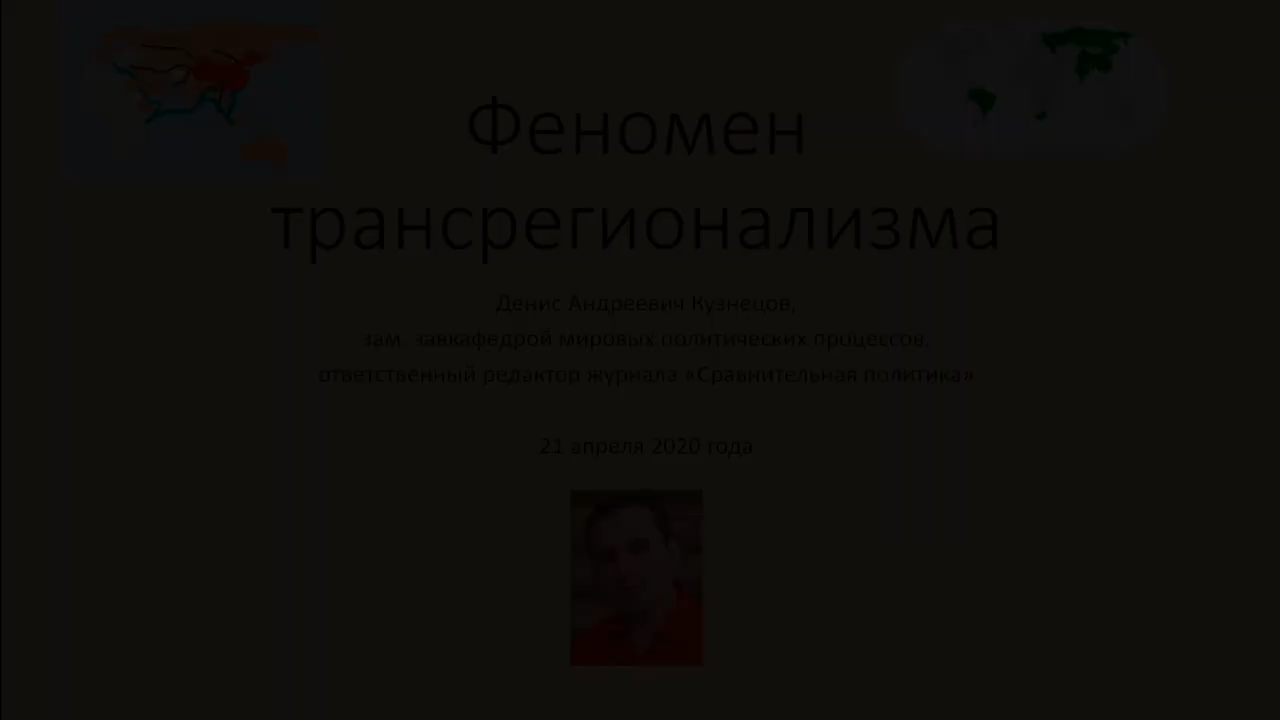 Феномен
трансрегионализма
Денис Андреевич Кузнецов,
зам. завкафедрой мировых политических процессов,
ответственный редактор журнала «Сравнительная политика»
21 апреля 2020 года